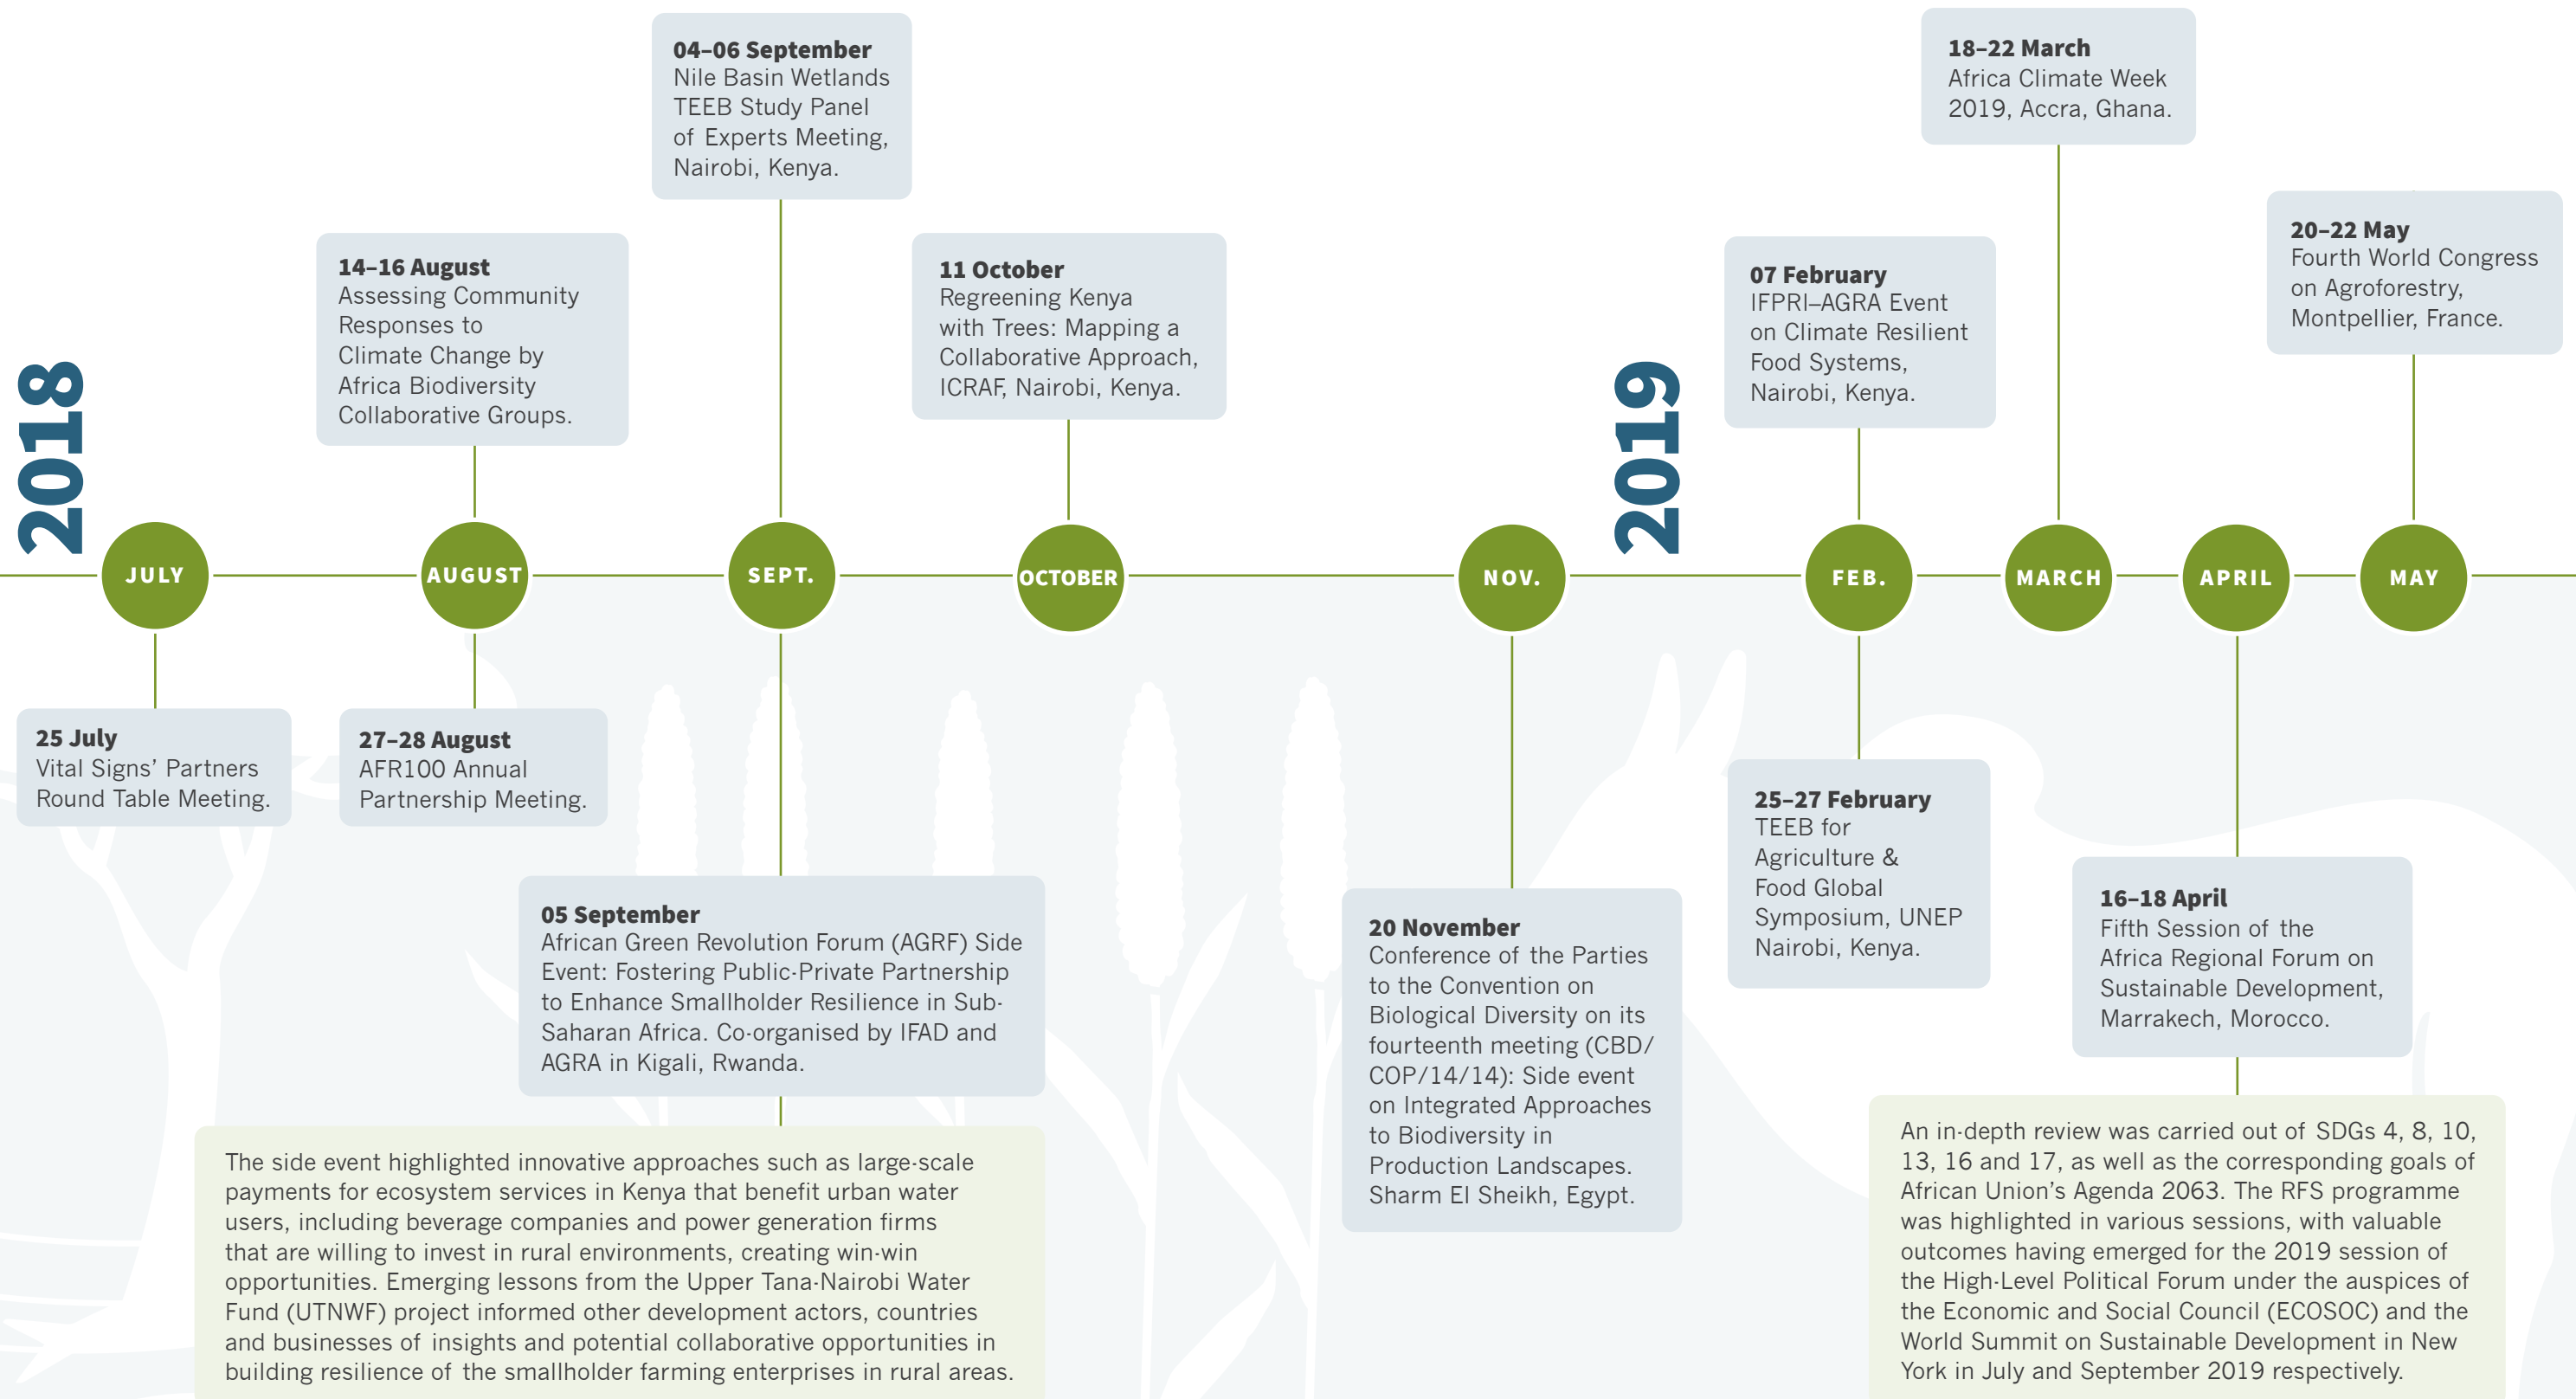 2018
JULY
25 July
Vital Signs’ Partners
Round Table Meeting.
AUGUST
14–16 August
Assessing Community
Responses to
Climate Change by
Africa Biodiversity
Collaborative Groups.
27–28 August
AFR100 Annual
Partnership Meeting.
SEPT.
04–06 September
Nile Basin Wetlands
TEEB Study Panel
of Experts Meeting,
Nairobi, Kenya.
05 September
African Green Revolution Forum (AGRF) Side
Event: Fostering Public-Private Partnership
to Enhance Smallholder Resilience in Sub-
Saharan Africa. Co-organised by IFAD and
AGRA in Kigali, Rwanda.
The side event highlighted innovative approaches such as large-scale
payments for ecosystem services in Kenya that benefit urban water
users, including beverage companies and power generation firms
that are willing to invest in rural environments, creating win-win
opportunities. Emerging lessons from the Upper Tana-Nairobi Water
Fund (UTNWF) project informed other development actors, countries
and businesses of insights and potential collaborative opportunities in
building resilience of the smallholder farming enterprises in rural areas.
OCTOBER
11 October
Regreening Kenya
with Trees: Mapping a
Collaborative Approach,
ICRAF, Nairobi, Kenya.
NOV.
20 November
Conference of the Parties
to the Convention on
Biological Diversity on its
fourteenth meeting (CBD/
COP/14/14): Side event
on Integrated Approaches
to Biodiversity in
Production Landscapes.
Sharm El Sheikh, Egypt.
2019
FEB.
07 February
IFPRI–AGRA Event
on Climate Resilient
Food Systems,
Nairobi, Kenya.
25–27 February
TEEB for
Agriculture &
Food Global
Symposium, UNEP
Nairobi, Kenya.
MARCH
18–22 March
Africa Climate Week
2019, Accra, Ghana.
APRIL
16–18 April
Fifth Session of the
Africa Regional Forum on
Sustainable Development,
Marrakech, Morocco.
An in-depth review was carried out of SDGs 4, 8, 10,
13, 16 and 17, as well as the corresponding goals of
African Union’s Agenda 2063. The RFS programme
was highlighted in various sessions, with valuable
outcomes having emerged for the 2019 session of
the High-Level Political Forum under the auspices of
the Economic and Social Council (ECOSOC) and the
World Summit on Sustainable Development in New
York in July and September 2019 respectively.
MAY
20–22 May
Fourth World Congress
on Agroforestry,
Montpellier, France.